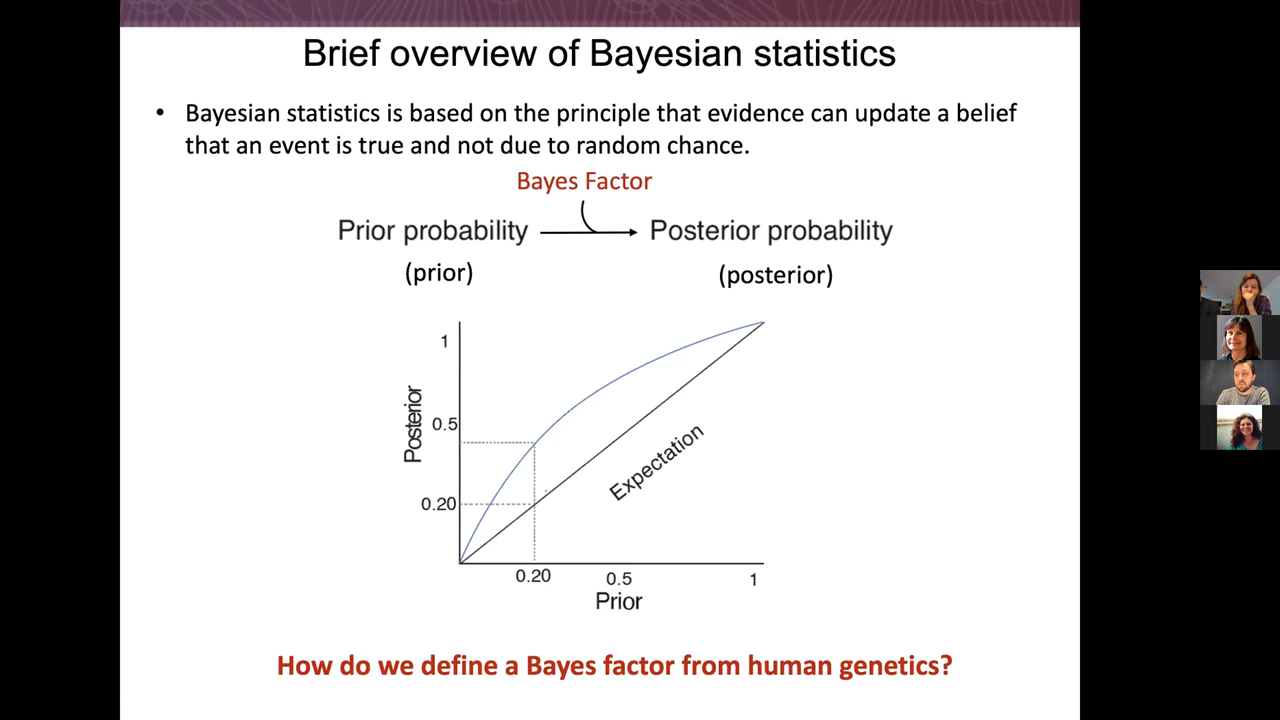 Brief overview of Bayesian statistics
• Bayesian statistics is based on the principle that evidence can update a belief
that an event is true and not due to random chance.
Bayes Factor
Prior probability
Posterior probability
(prior)
(posterior)
1
Posterior
0.5
Expectation
0.20
0.20
0.5
1
Prior
How do we define a Bayes factor from human genetics?